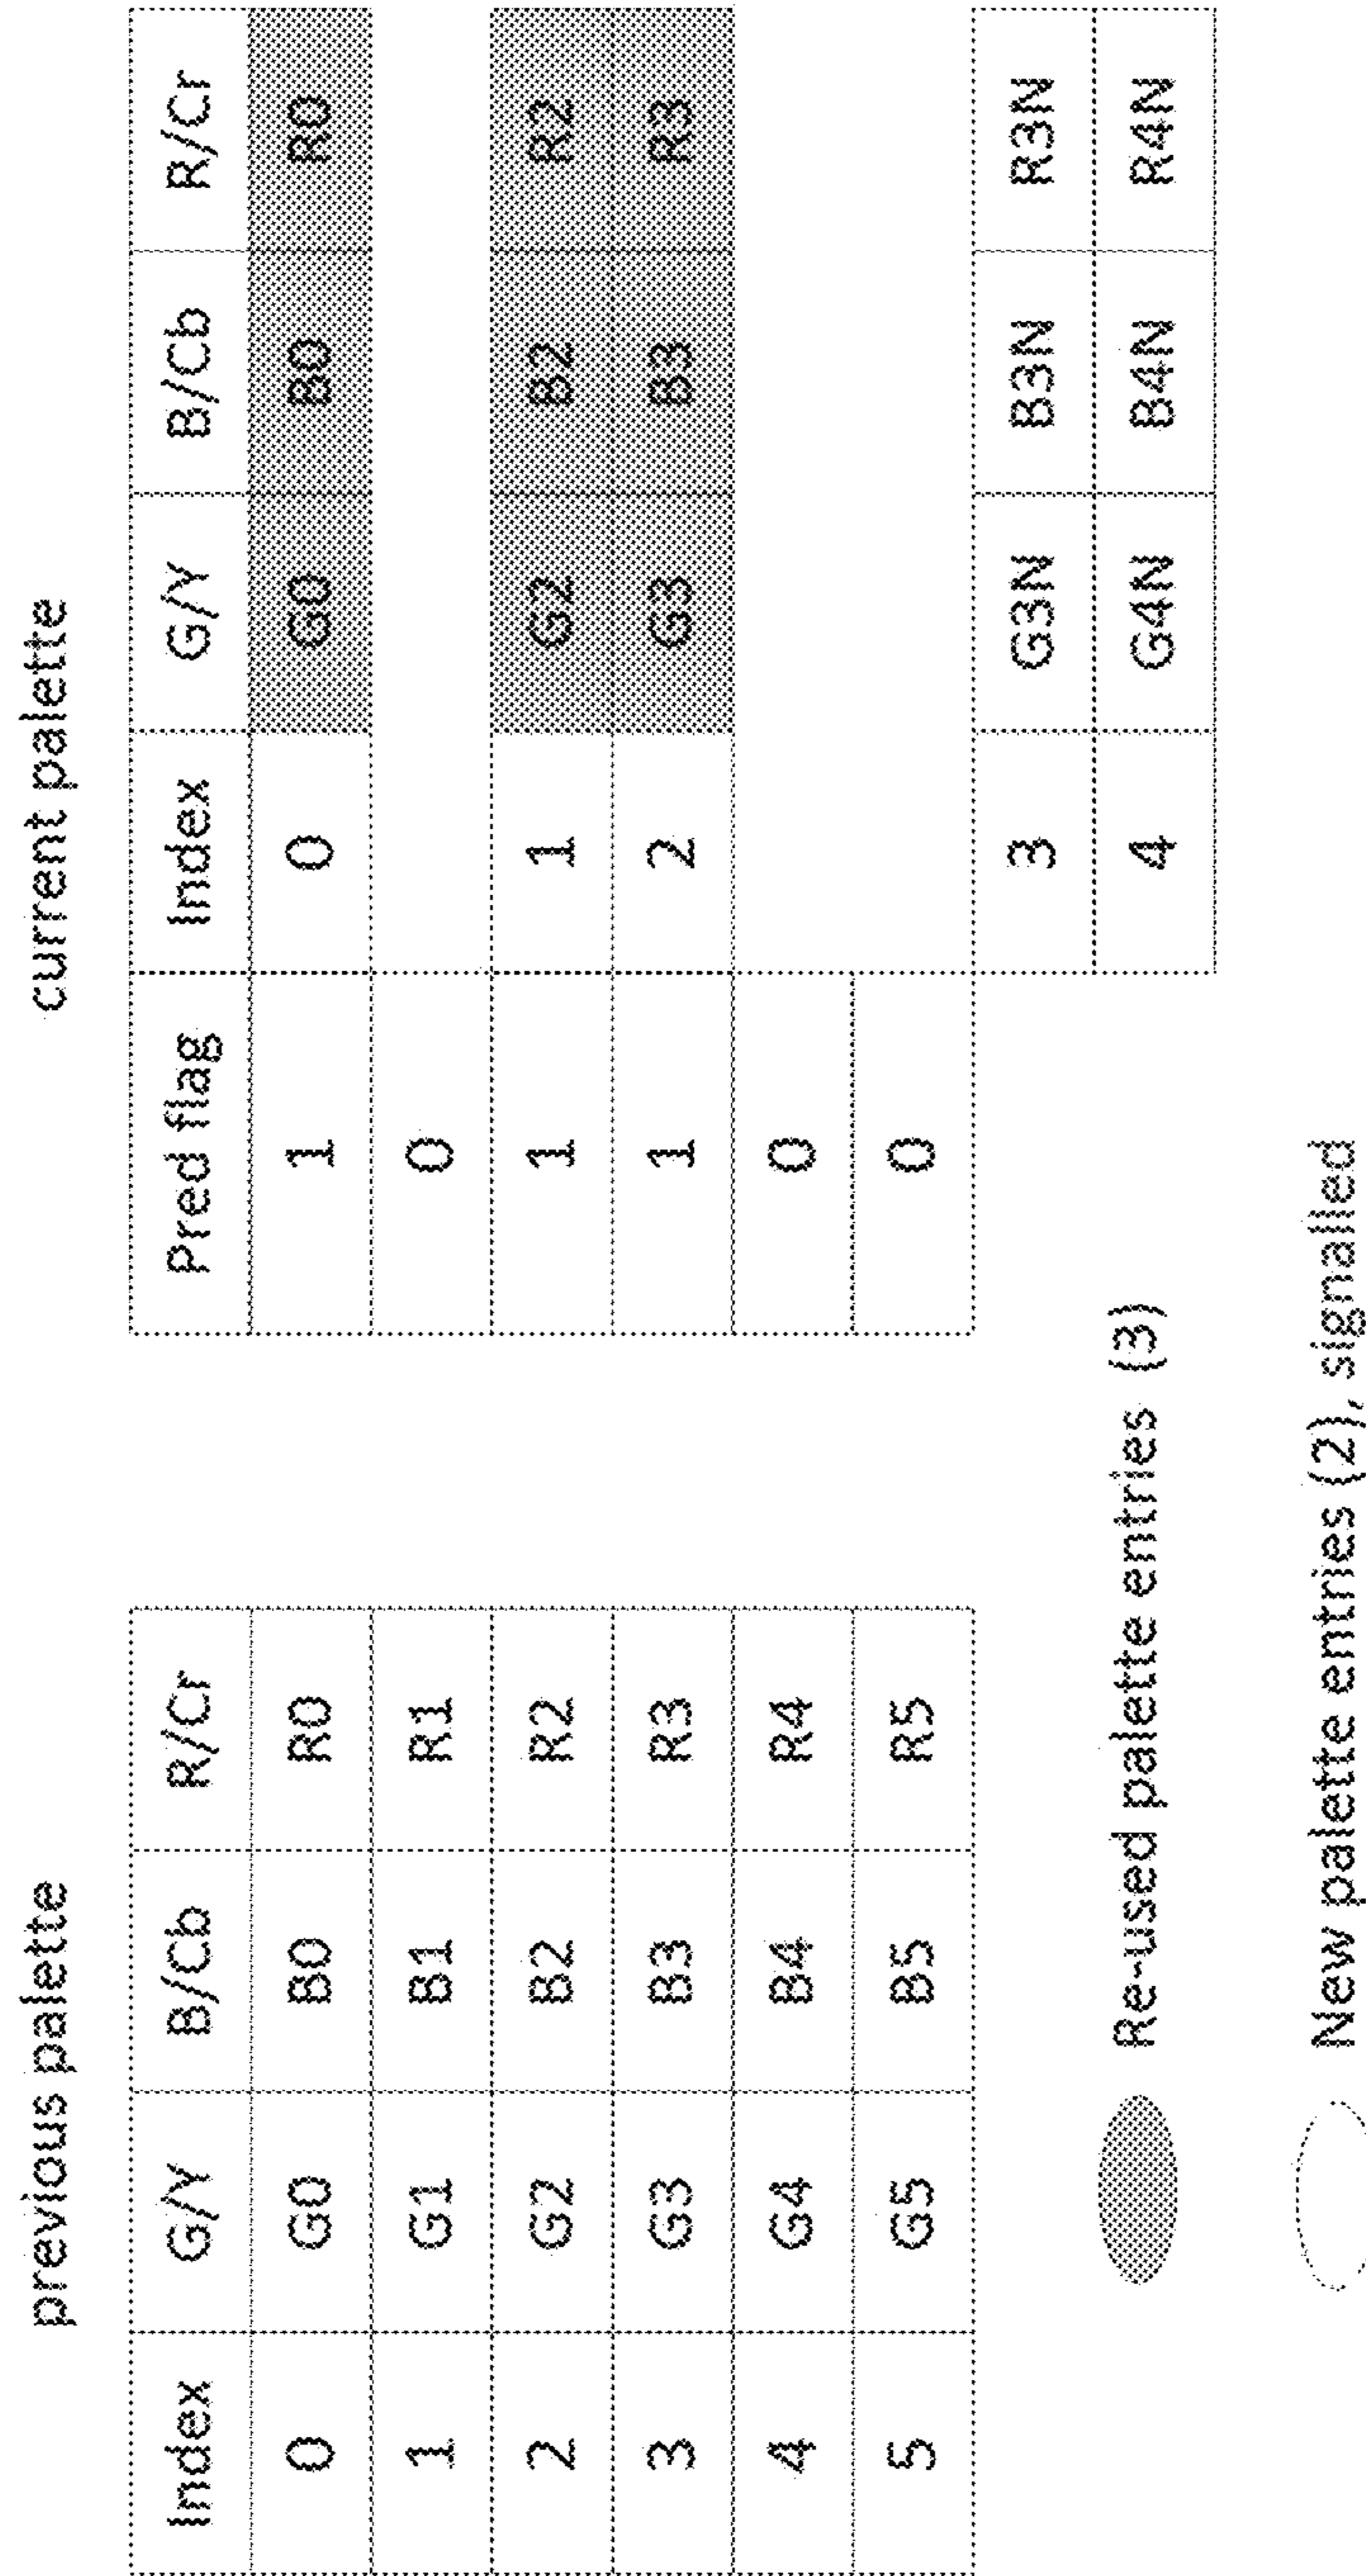 previous palette
Index G/Y B/Cb R/Cr
0 G0 B0 R0
1 G1 B1 R1
2 G2 B2 R2
3 G3 B3 R3
4 G4 B4 R4
5 G5 B5 R5
current palette
Pred flag Index G/Y B/Cb R/Cr
1 0 G0 B0 R0
0
1 1 G2 B2 R2
1 2 G3 B3 R3
0
0
3 G3N B3N R3N
4 G4N B4N R4N
Re-used palette entries (3)
New palette entries (2), signalled